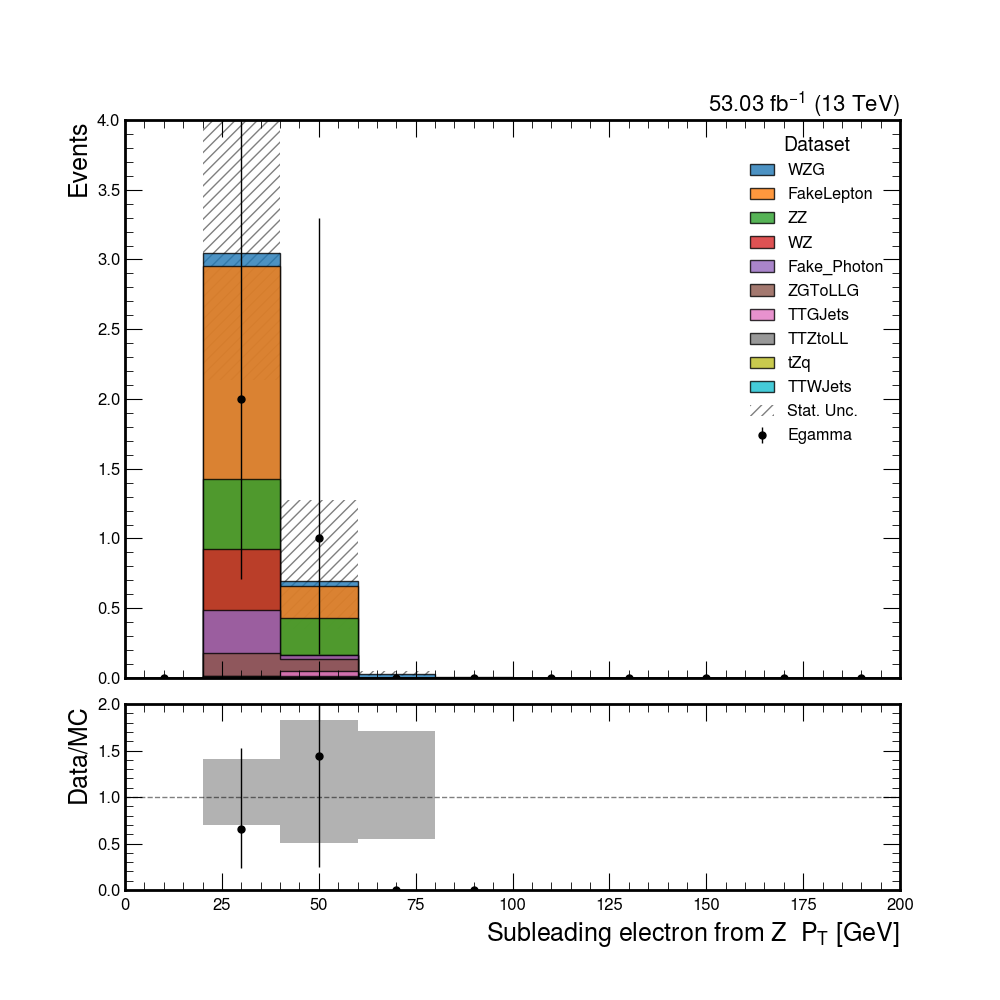 53.03 fb⁻¹ (13 TeV)
Events
4.0
3.5
3.0
2.5
2.0
1.5
1.0
0.5
0.0
Dataset
WZG
FakeLepton
ZZ
WZ
Fake_Photon
ZGToLLG
TTGJets
TTZtoLL
tZq
TTWJets
Stat. Unc.
Egamma
Data/MC
2.0
1.5
1.0
0.5
0.0
0 25 50 75 100 125 150 175 200
Subleading electron from Z P_T [GeV]